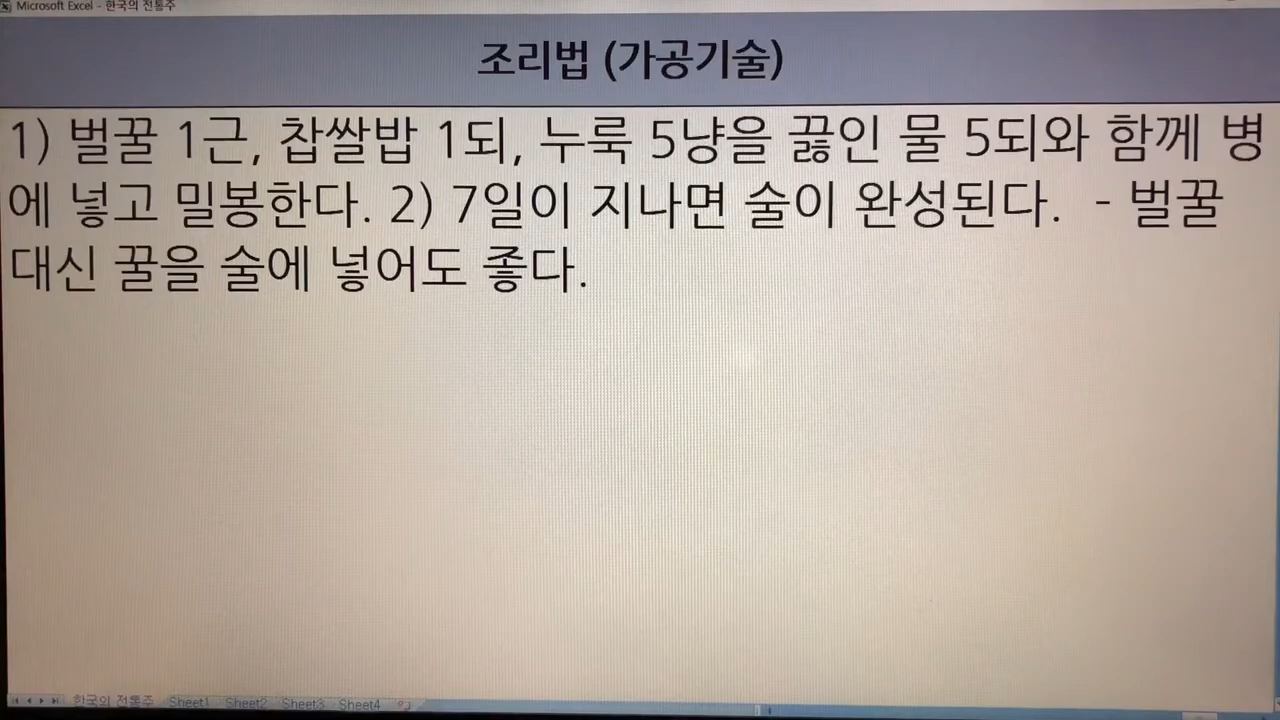 Microsoft Excel - 한국의 전통주
조리법 (가공기술)
1) 벌꿀 1근, 찹쌀밥 1되, 누룩 5냥을 끓인 물 5되와 함께 병
에 넣고 밀봉한다. 2) 7일이 지나면 술이 완성된다.  - 벌꿀
대신 꿀을 술에 넣어도 좋다.
한국의 전통주 Sheet1 Sheet2 Sheet3 Sheet4